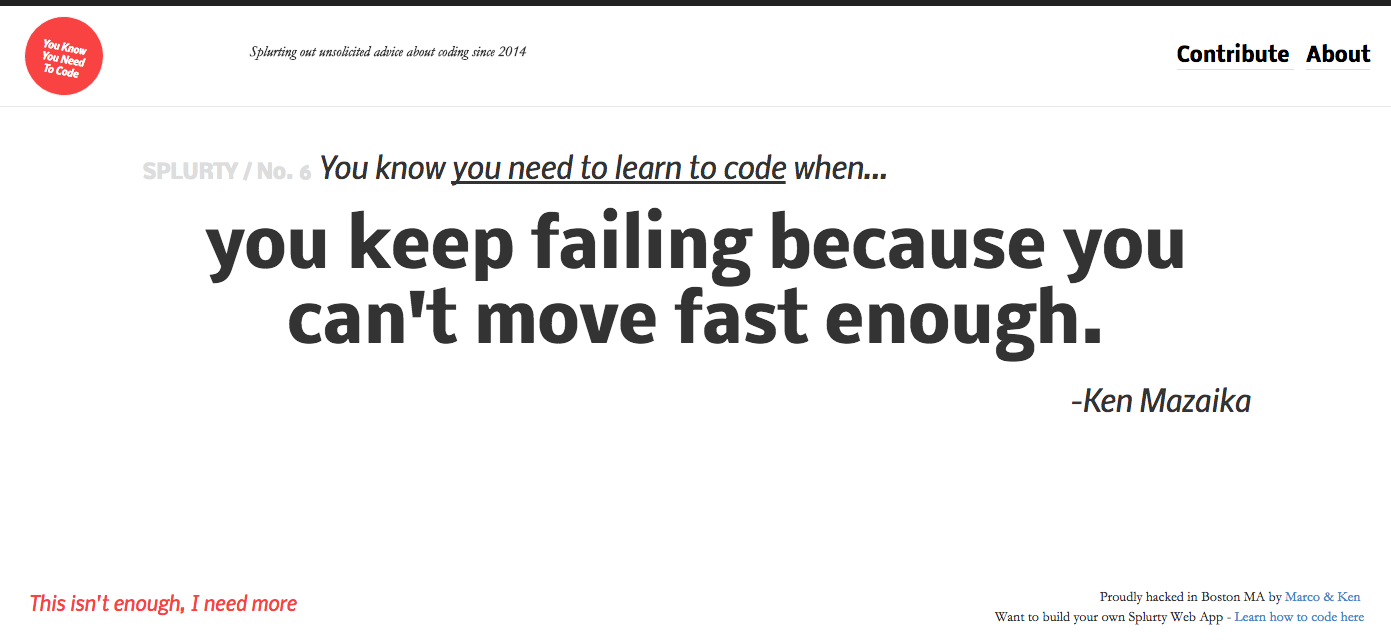 You Know
You Need
To Code
Splurting out unsolicited advice about coding since 2014
Contribute About
SPLURTY / No. 6 You know you need to learn to code when...
you keep failing because you
can't move fast enough.
-Ken Mazaika
This isn't enough, I need more
Proudly hacked in Boston MA by Marco & Ken
Want to build your own Splurty Web App - Learn how to code here